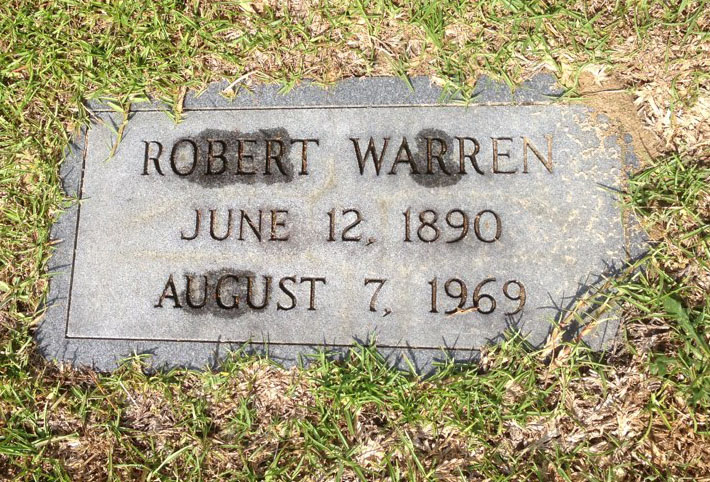 ROBERT WARREN
JUNE 12, 1890
AUGUST 7, 1969